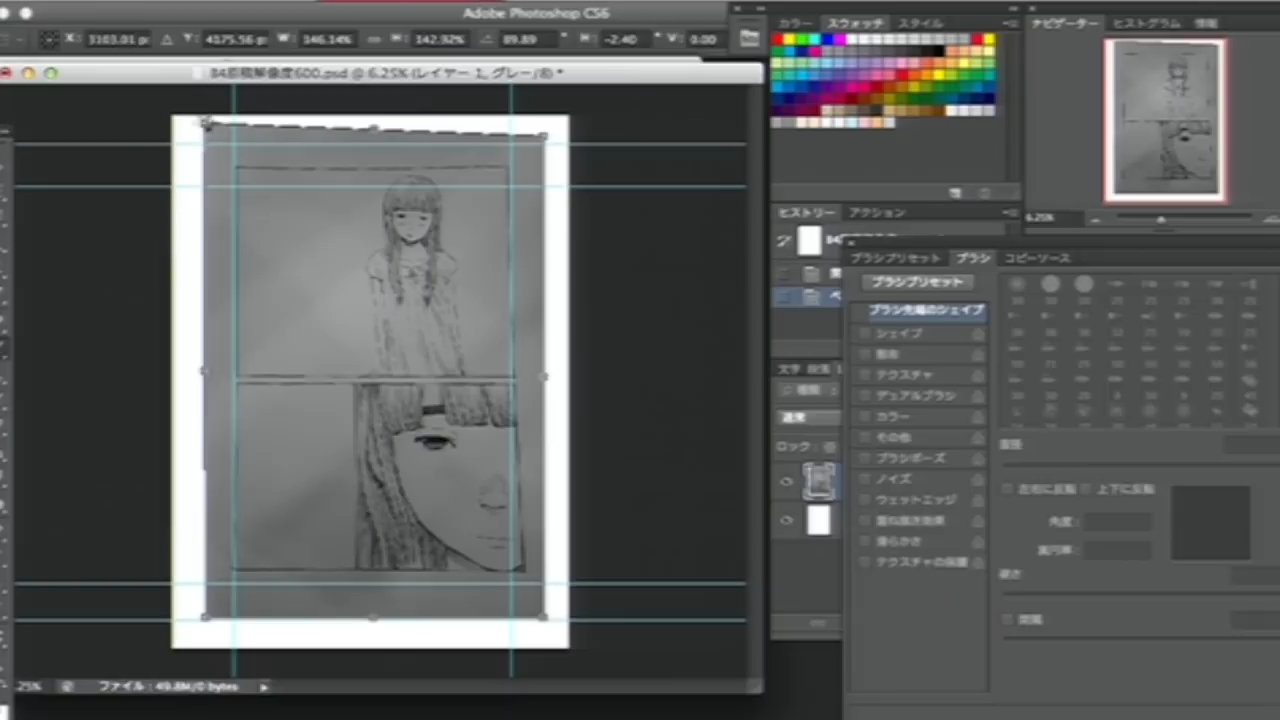 Adobe Photoshop CS6
X: 3103.01 p
Y: 4175.56 p
W: 146.14%
H: 142.92%
89.89
H: -2.40
V: 0.00
84原稿解像度600.psd @ 6.25% (レイヤー 1, グレー/8) *
カラー スウォッチ スタイル
ナビゲーター ヒストグラム 情報
6.25%
ヒストリー アクション
ブラシプリセット ブラシ コピーソース
ブラシプリセット
ブラシ先端のシェイプ
シェイプ
散布
テクスチャ
デュアルブラシ
カラー
その他
ブラシポーズ
ノイズ
ウェットエッジ
重ね描き効果
滑らかさ
テクスチャの保護
文字 段落
通常
ロック:
直径
左右に反転 上下に反転
角度:
真円率:
硬さ
間隔
ファイル : 49.8M/0 bytes